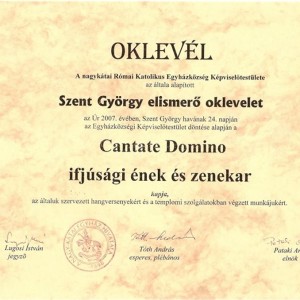 OKLEVÉL
A nagykátai Római Katolikus Egyházközség Képviselőtestülete
az általa alapított
Szent György elismerő oklevelet
az Úr 2007. évében, Szent György havának 24. napján
az Egyházközségi Képviselőtestület döntése alapján a
Cantate Domino
ifjúsági ének és zenekar
kapja,
az általuk szervezett hangversenyekért és a templomi szolgálatokban végzett munkájukért.
Lugosi István
jegyző
Tóth András
esperes, plébános
Pataki
elnök